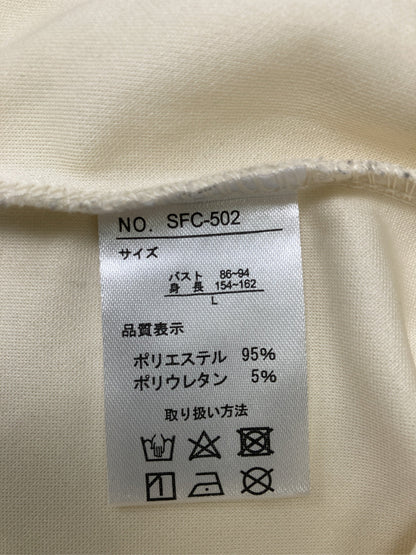 NO. SFC-502
サイズ
バスト 86~94
身 長 154~162
L
品質表示
ポリエステル 95%
ポリウレタン 5%
取り扱い方法